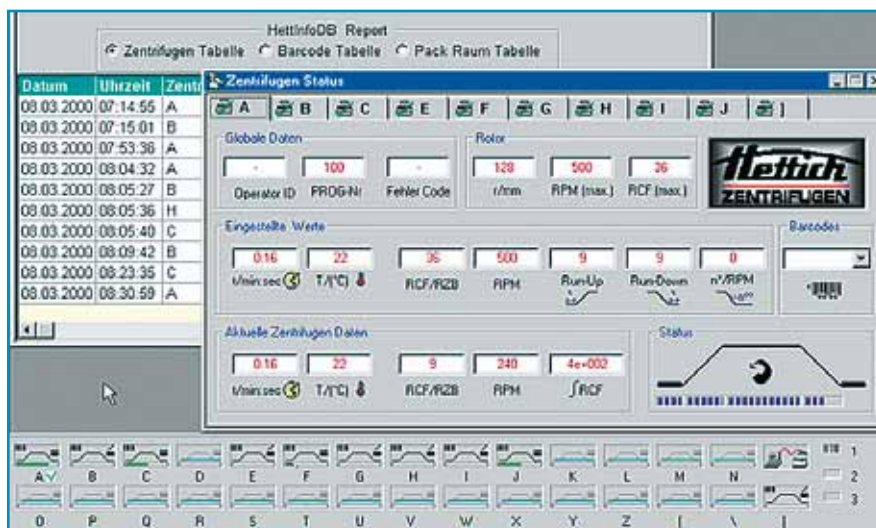 HettInfoDB Report
Zentrifugen Tabelle Barcode Tabelle Pack Raum Tabelle
Datum Uhrzeit Zentri
08.03.2000 07:14:55 A
08.03.2000 07:15:01 B
08.03.2000 07:53:36 A
08.03.2000 08:04:32 A
08.03.2000 08:05:27 B
08.03.2000 08:05:36 H
08.03.2000 08:05:40 C
08.03.2000 08:09:42 B
08.03.2000 08:23:35 C
08.03.2000 08:30:59 A
Zentrifugen Status
A B C E F G H I J ]
Globale Daten
- 100 -
Operator ID PROG-Nr Fehler Code
Rotor
128 500 36
r/mm RPM (max.) RCF (max.)
Hettich
ZENTRIFUGEN
Eingestellte Werte
0:16 22 36 500 9 9 0
t/min:sec T/(°C) RCF/RZB RPM Run-Up Run-Down n°/RPM
Barcodes
Aktuelle Zentrifugen Daten
0:16 22 9 240 4e+002
t/min:sec T/(°C) RCF/RZB RPM ∫RCF
Status
1
A B C D E F G H I J K L M N 2
3
O P Q R S T U V W X Y Z [ \ ]